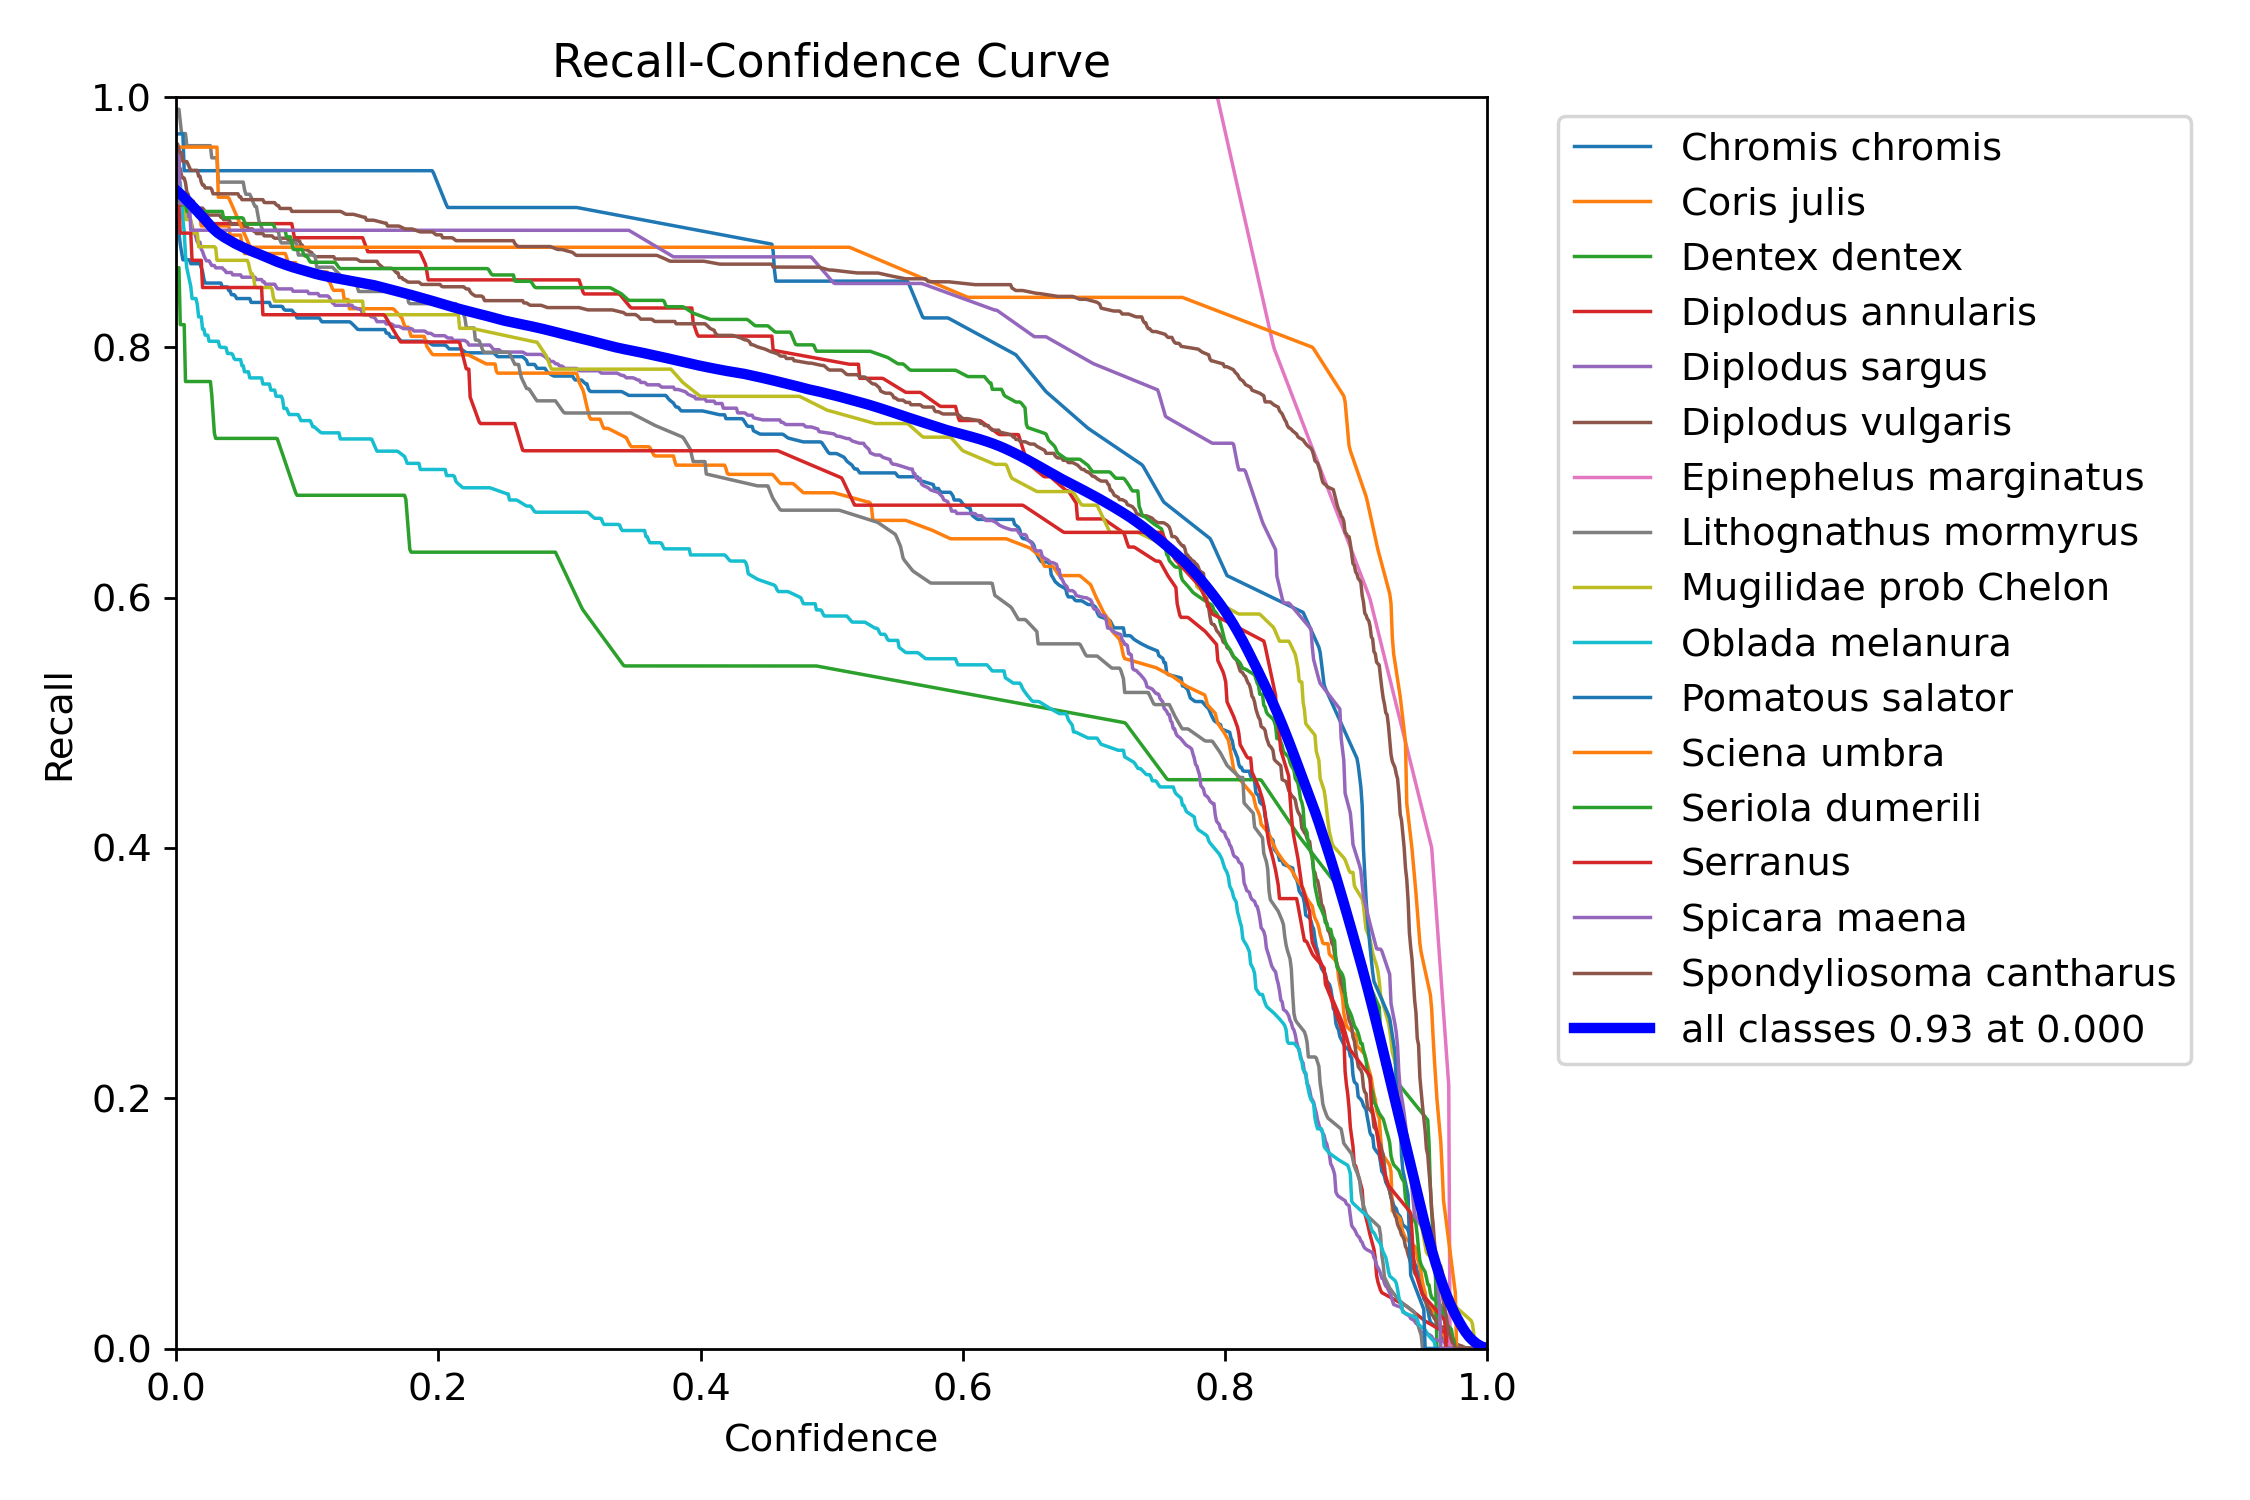 Recall-Confidence Curve
1.0
0.8
0.6
0.4
0.2
0.0
Recall
0.0 0.2 0.4 0.6 0.8 1.0
Confidence
Chromis chromis
Coris julis
Dentex dentex
Diplodus annularis
Diplodus sargus
Diplodus vulgaris
Epinephelus marginatus
Lithognathus mormyrus
Mugilidae prob Chelon
Oblada melanura
Pomatous salator
Sciena umbra
Seriola dumerili
Serranus
Spicara maena
Spondyliosoma cantharus
all classes 0.93 at 0.000